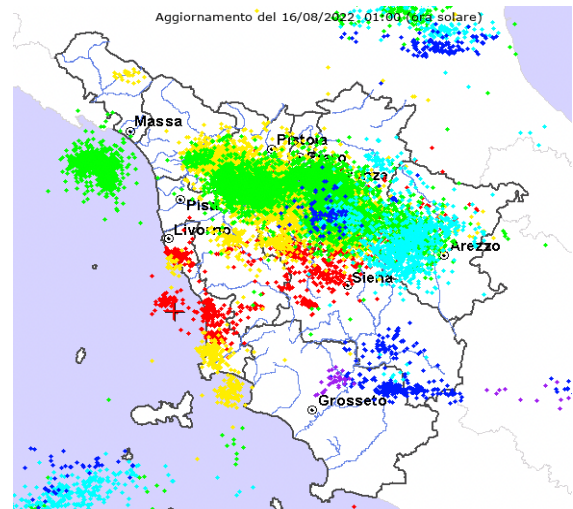 Aggiornamento del 16/08/2022, 01:00 (ora solare)
Massa
Pistoia
Pisa
Livorno
Arezzo
Siena
Grosseto